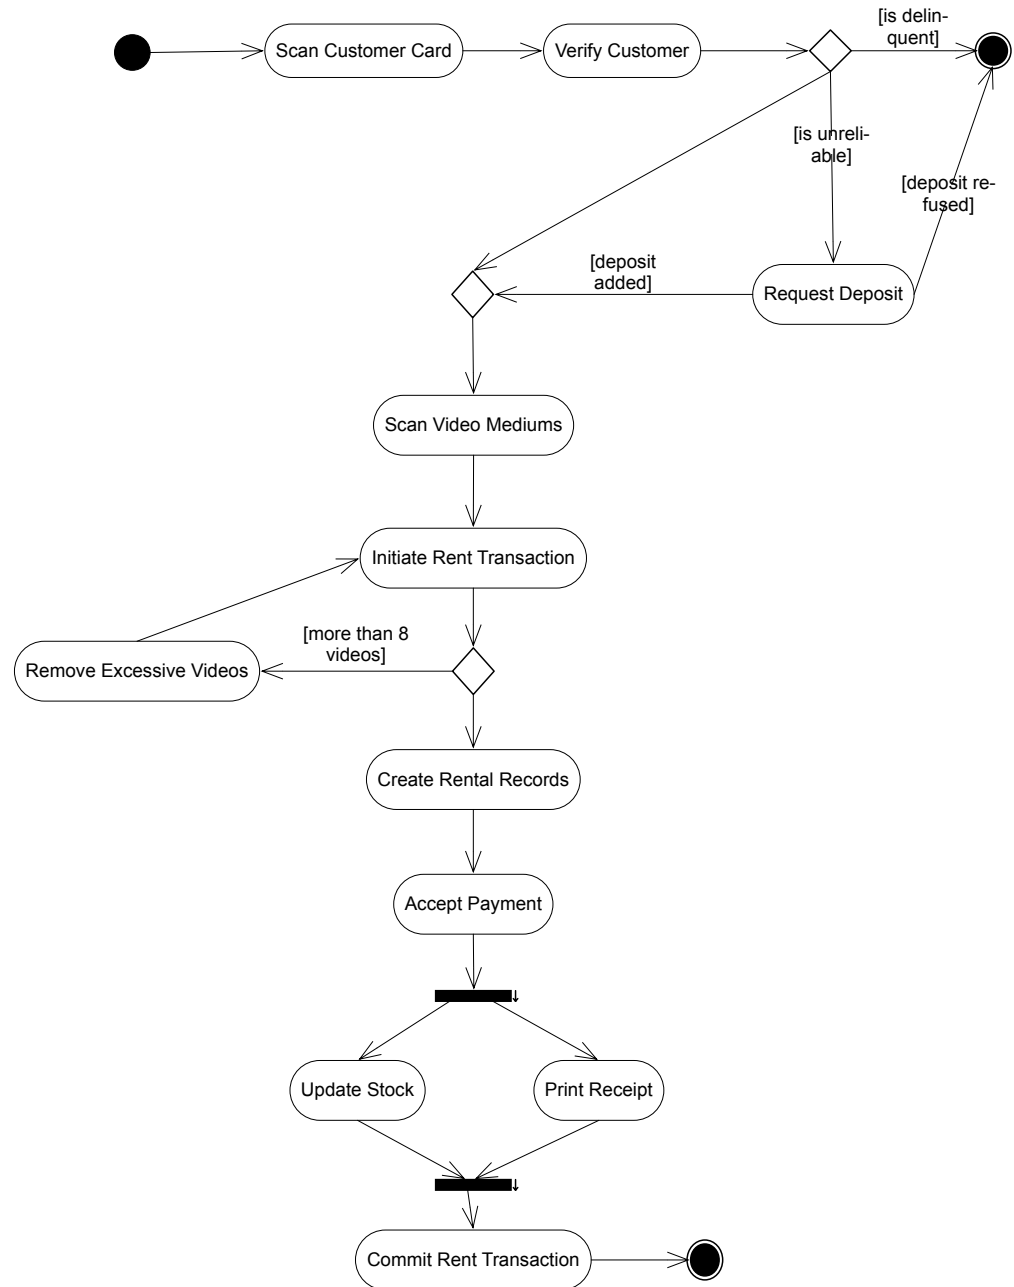 [is delin-
quent]
Scan Customer Card
Verify Customer
[is unreli-
able]
[deposit re-
fused]
[deposit
added]
Request Deposit
Scan Video Mediums
Initiate Rent Transaction
[more than 8
videos]
Remove Excessive Videos
Create Rental Records
Accept Payment
Update Stock
Print Receipt
Commit Rent Transaction